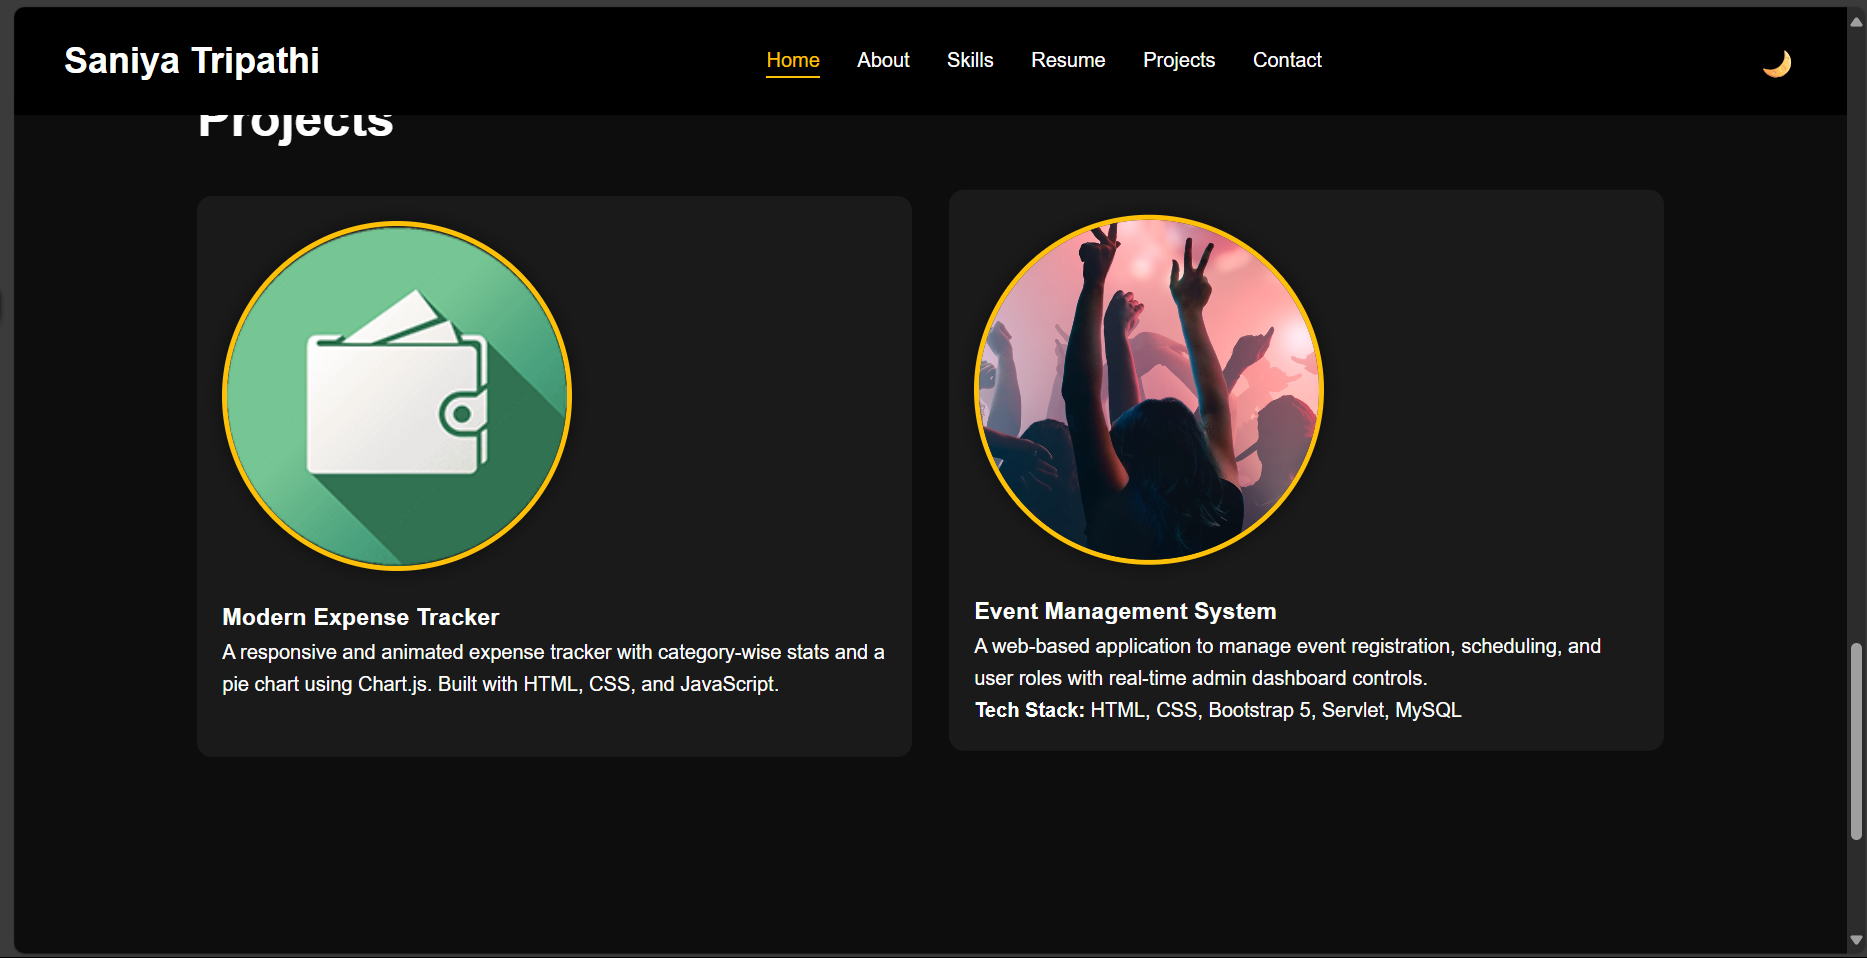 Saniya Tripathi
Home About Skills Resume Projects Contact
Projects
Modern Expense Tracker
A responsive and animated expense tracker with category-wise stats and a
pie chart using Chart.js. Built with HTML, CSS, and JavaScript.
Event Management System
A web-based application to manage event registration, scheduling, and
user roles with real-time admin dashboard controls.
Tech Stack: HTML, CSS, Bootstrap 5, Servlet, MySQL